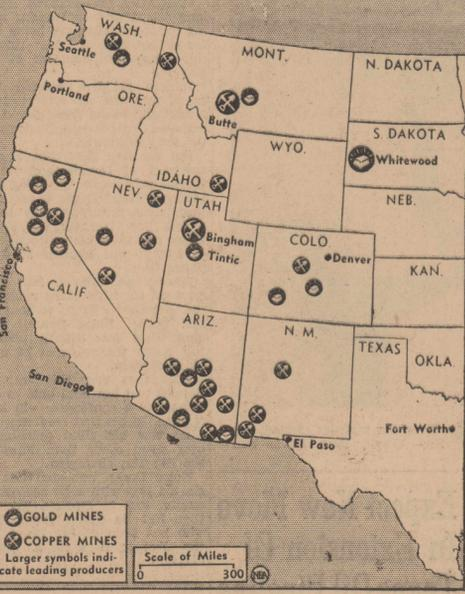 WASH.
Seattle
MONT.
N. DAKOTA
Portland
ORE.
Butte
S. DAKOTA
Whitewood
WYO.
IDAHO
NEV.
UTAH
NEB.
Bingham
Tintic
COLO
Denver
San Francisco
CALIF
KAN.
ARIZ.
N. M.
TEXAS
OKLA.
San Diego
Fort Worth
El Paso
GOLD MINES
COPPER MINES
Larger symbols indi-
cate leading producers
Scale of Miles
0 300
NEA